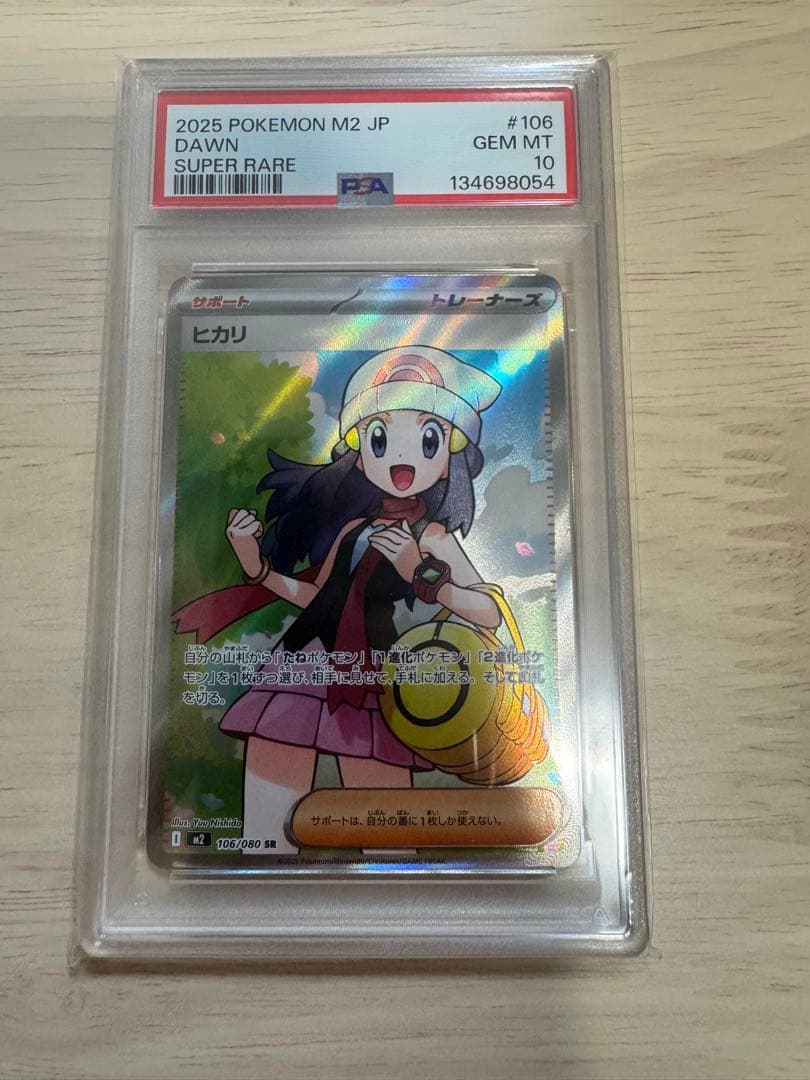 2025 POKEMON M2 JP #106
DAWN GEM MT
SUPER RARE 10
PSA 134698054
サポート トレーナーズ
ヒカリ
自分の山札から「たねポケモン」「1進化ポケモン」「2進化ポケ
モン」を1枚ずつ選び、相手に見せて、手札に加える。そして山札
を切る。
サポートは、自分の番に1枚しか使えない。
Illus. Yuu Nishida
I M2 106/080 SR
©2025 Pokémon/Nintendo/Creatures/GAME FREAK.